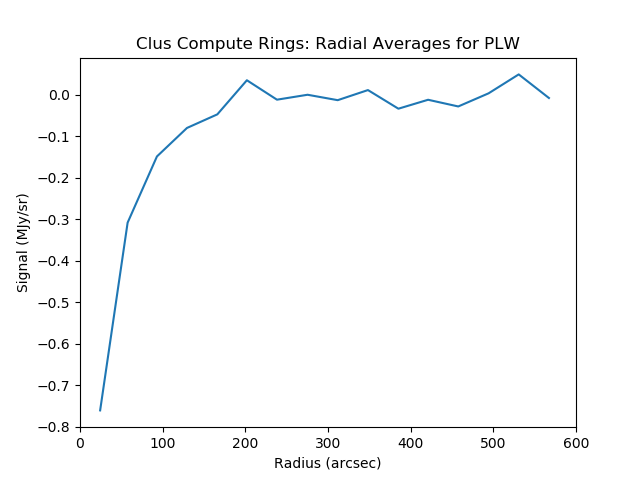 Clus Compute Rings: Radial Averages for PLW
Signal (MJy/sr)
0.0
−0.1
−0.2
−0.3
−0.4
−0.5
−0.6
−0.7
−0.8
0 100 200 300 400 500 600
Radius (arcsec)